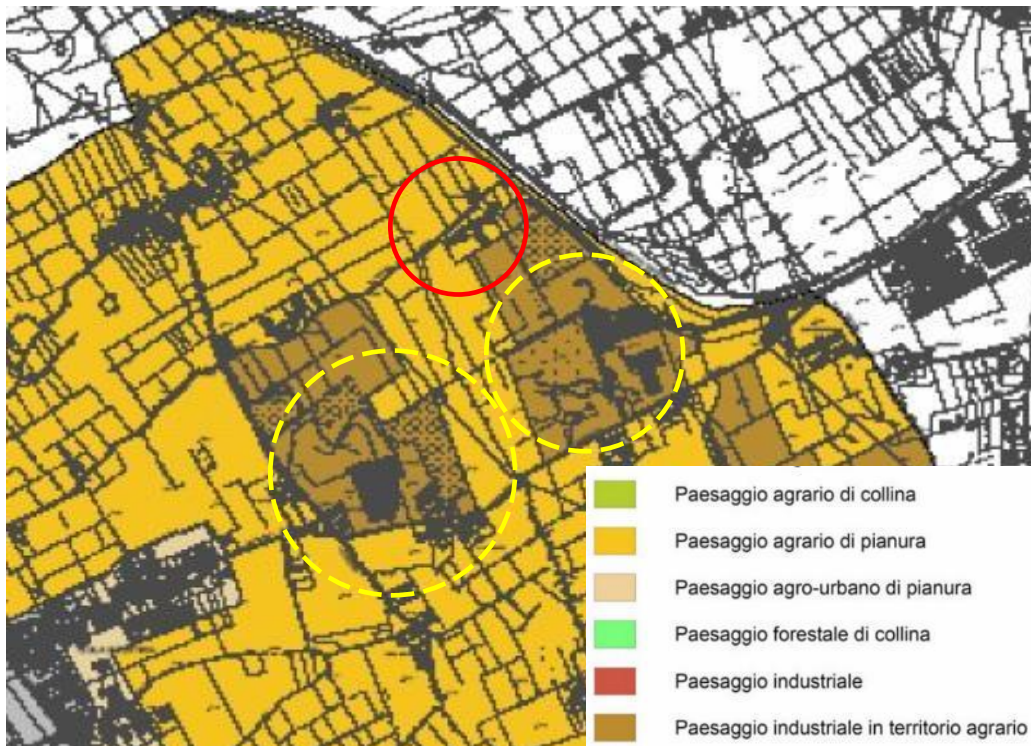 Paesaggio agrario di collina
Paesaggio agrario di pianura
Paesaggio agro-urbano di pianura
Paesaggio forestale di collina
Paesaggio industriale
Paesaggio industriale in territorio agrario